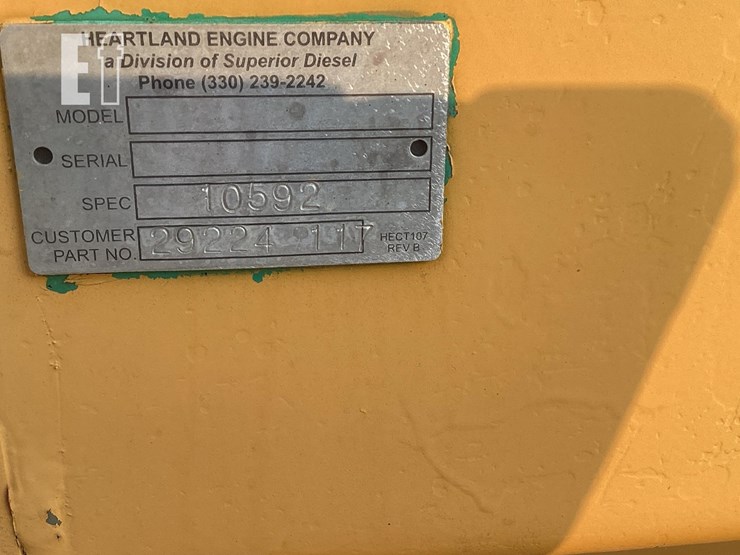 HEARTLAND ENGINE COMPANY
a Division of Superior Diesel
Phone (330) 239-2242
MODEL
SERIAL
SPEC 10592
CUSTOMER PART NO. 29224 117
HECT107
REV B
Et